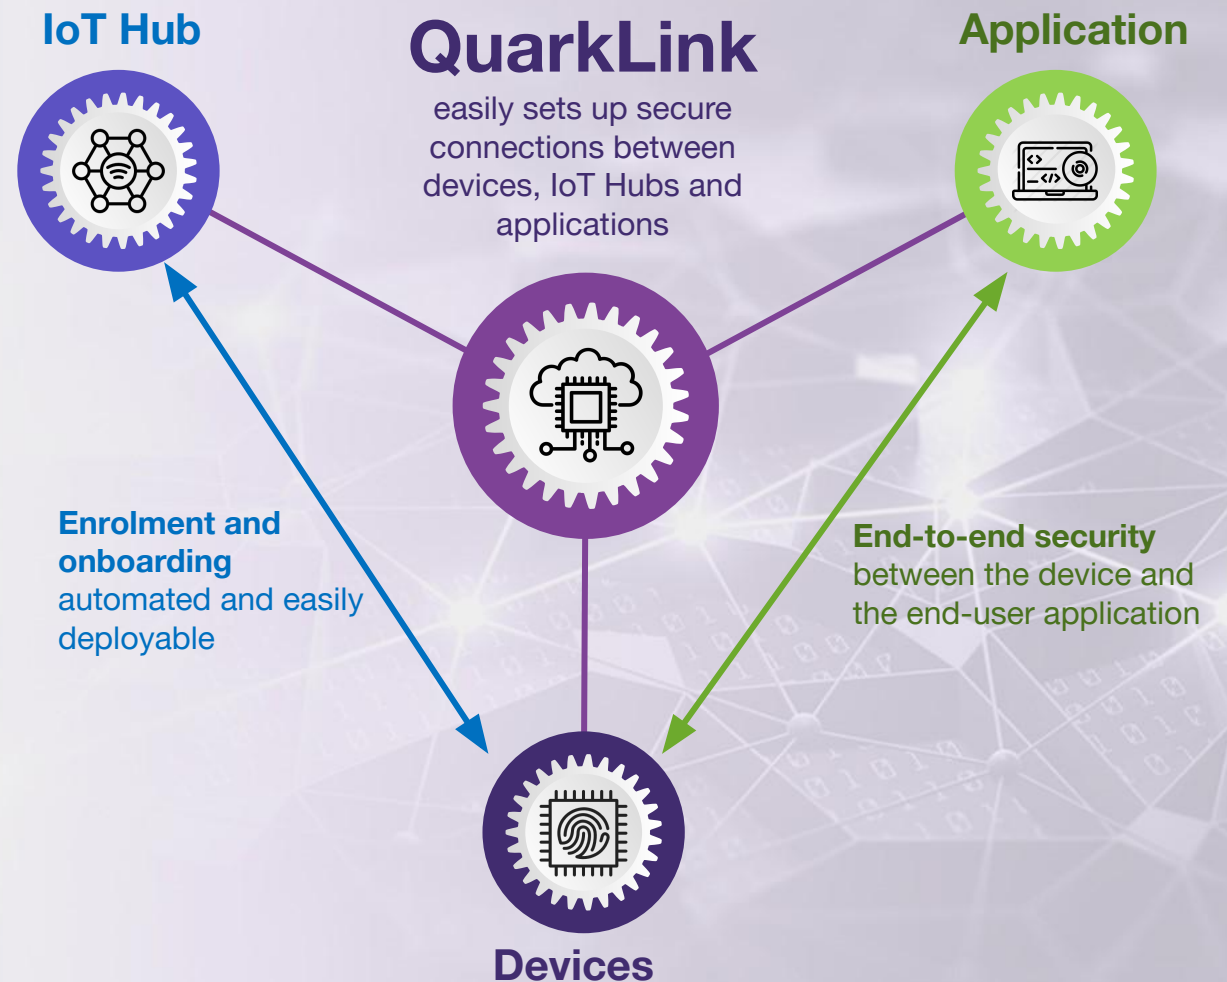 IoT Hub
QuarkLink
Application
easily sets up secure
connections between
devices, IoT Hubs and
applications
Enrolment and
onboarding
automated and easily
deployable
End-to-end security
between the device and
the end-user application
Devices